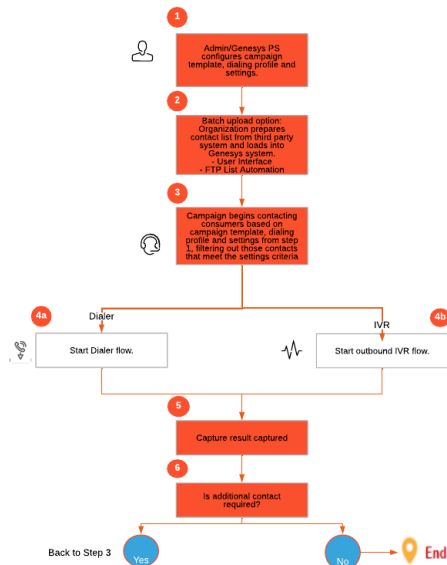 1
Admin/Genesys PS
configures campaign
template, dialing profile and
settings.
2
Batch upload option:
Organization prepares
contact list from third party
system and loads into
Genesys system.
- User Interface
- FTP List Automation
3
Campaign begins contacting
consumers based on
campaign template, dialing
profile and settings from step
1, filtering out those contacts
that meet the settings criteria
4a
Dialer
Start Dialer flow.
4b
IVR
Start outbound IVR flow.
5
Capture result captured
6
Is additional contact
required?
Back to Step 3
Yes
No
End